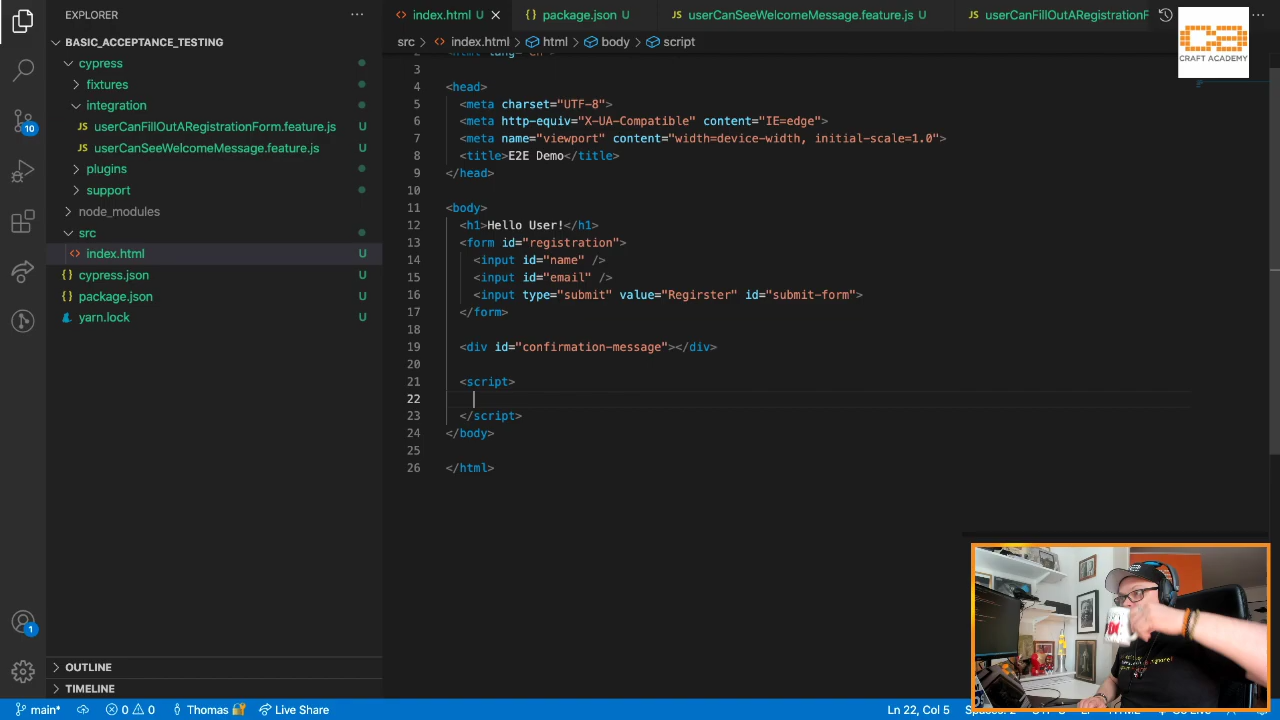 EXPLORER
BASIC_ACCEPTANCE_TESTING
cypress
fixtures
integration
userCanFillOutARegistrationForm.feature.js U
userCanSeeWelcomeMessage.feature.js U
plugins
support
node_modules
src
index.html U
cypress.json U
package.json U
yarn.lock U
OUTLINE
TIMELINE
10
1
index.html U
package.json U
JS userCanSeeWelcomeMessage.feature.js U
JS userCanFillOutARegistrationF
CRAFT ACADEMY
src > index.html > html > body > script
3
4 <head>
5 <meta charset="UTF-8">
6 <meta http-equiv="X-UA-Compatible" content="IE=edge">
7 <meta name="viewport" content="width=device-width, initial-scale=1.0">
8 <title>E2E Demo</title>
9 </head>
10
11 <body>
12 <h1>Hello User!</h1>
13 <form id="registration">
14 <input id="name" />
15 <input id="email" />
16 <input type="submit" value="Regirster" id="submit-form">
17 </form>
18
19 <div id="confirmation-message"></div>
20
21 <script>
22
23 </script>
24 </body>
25
26 </html>
main* 0 0 Thomas Live Share Ln 22, Col 5